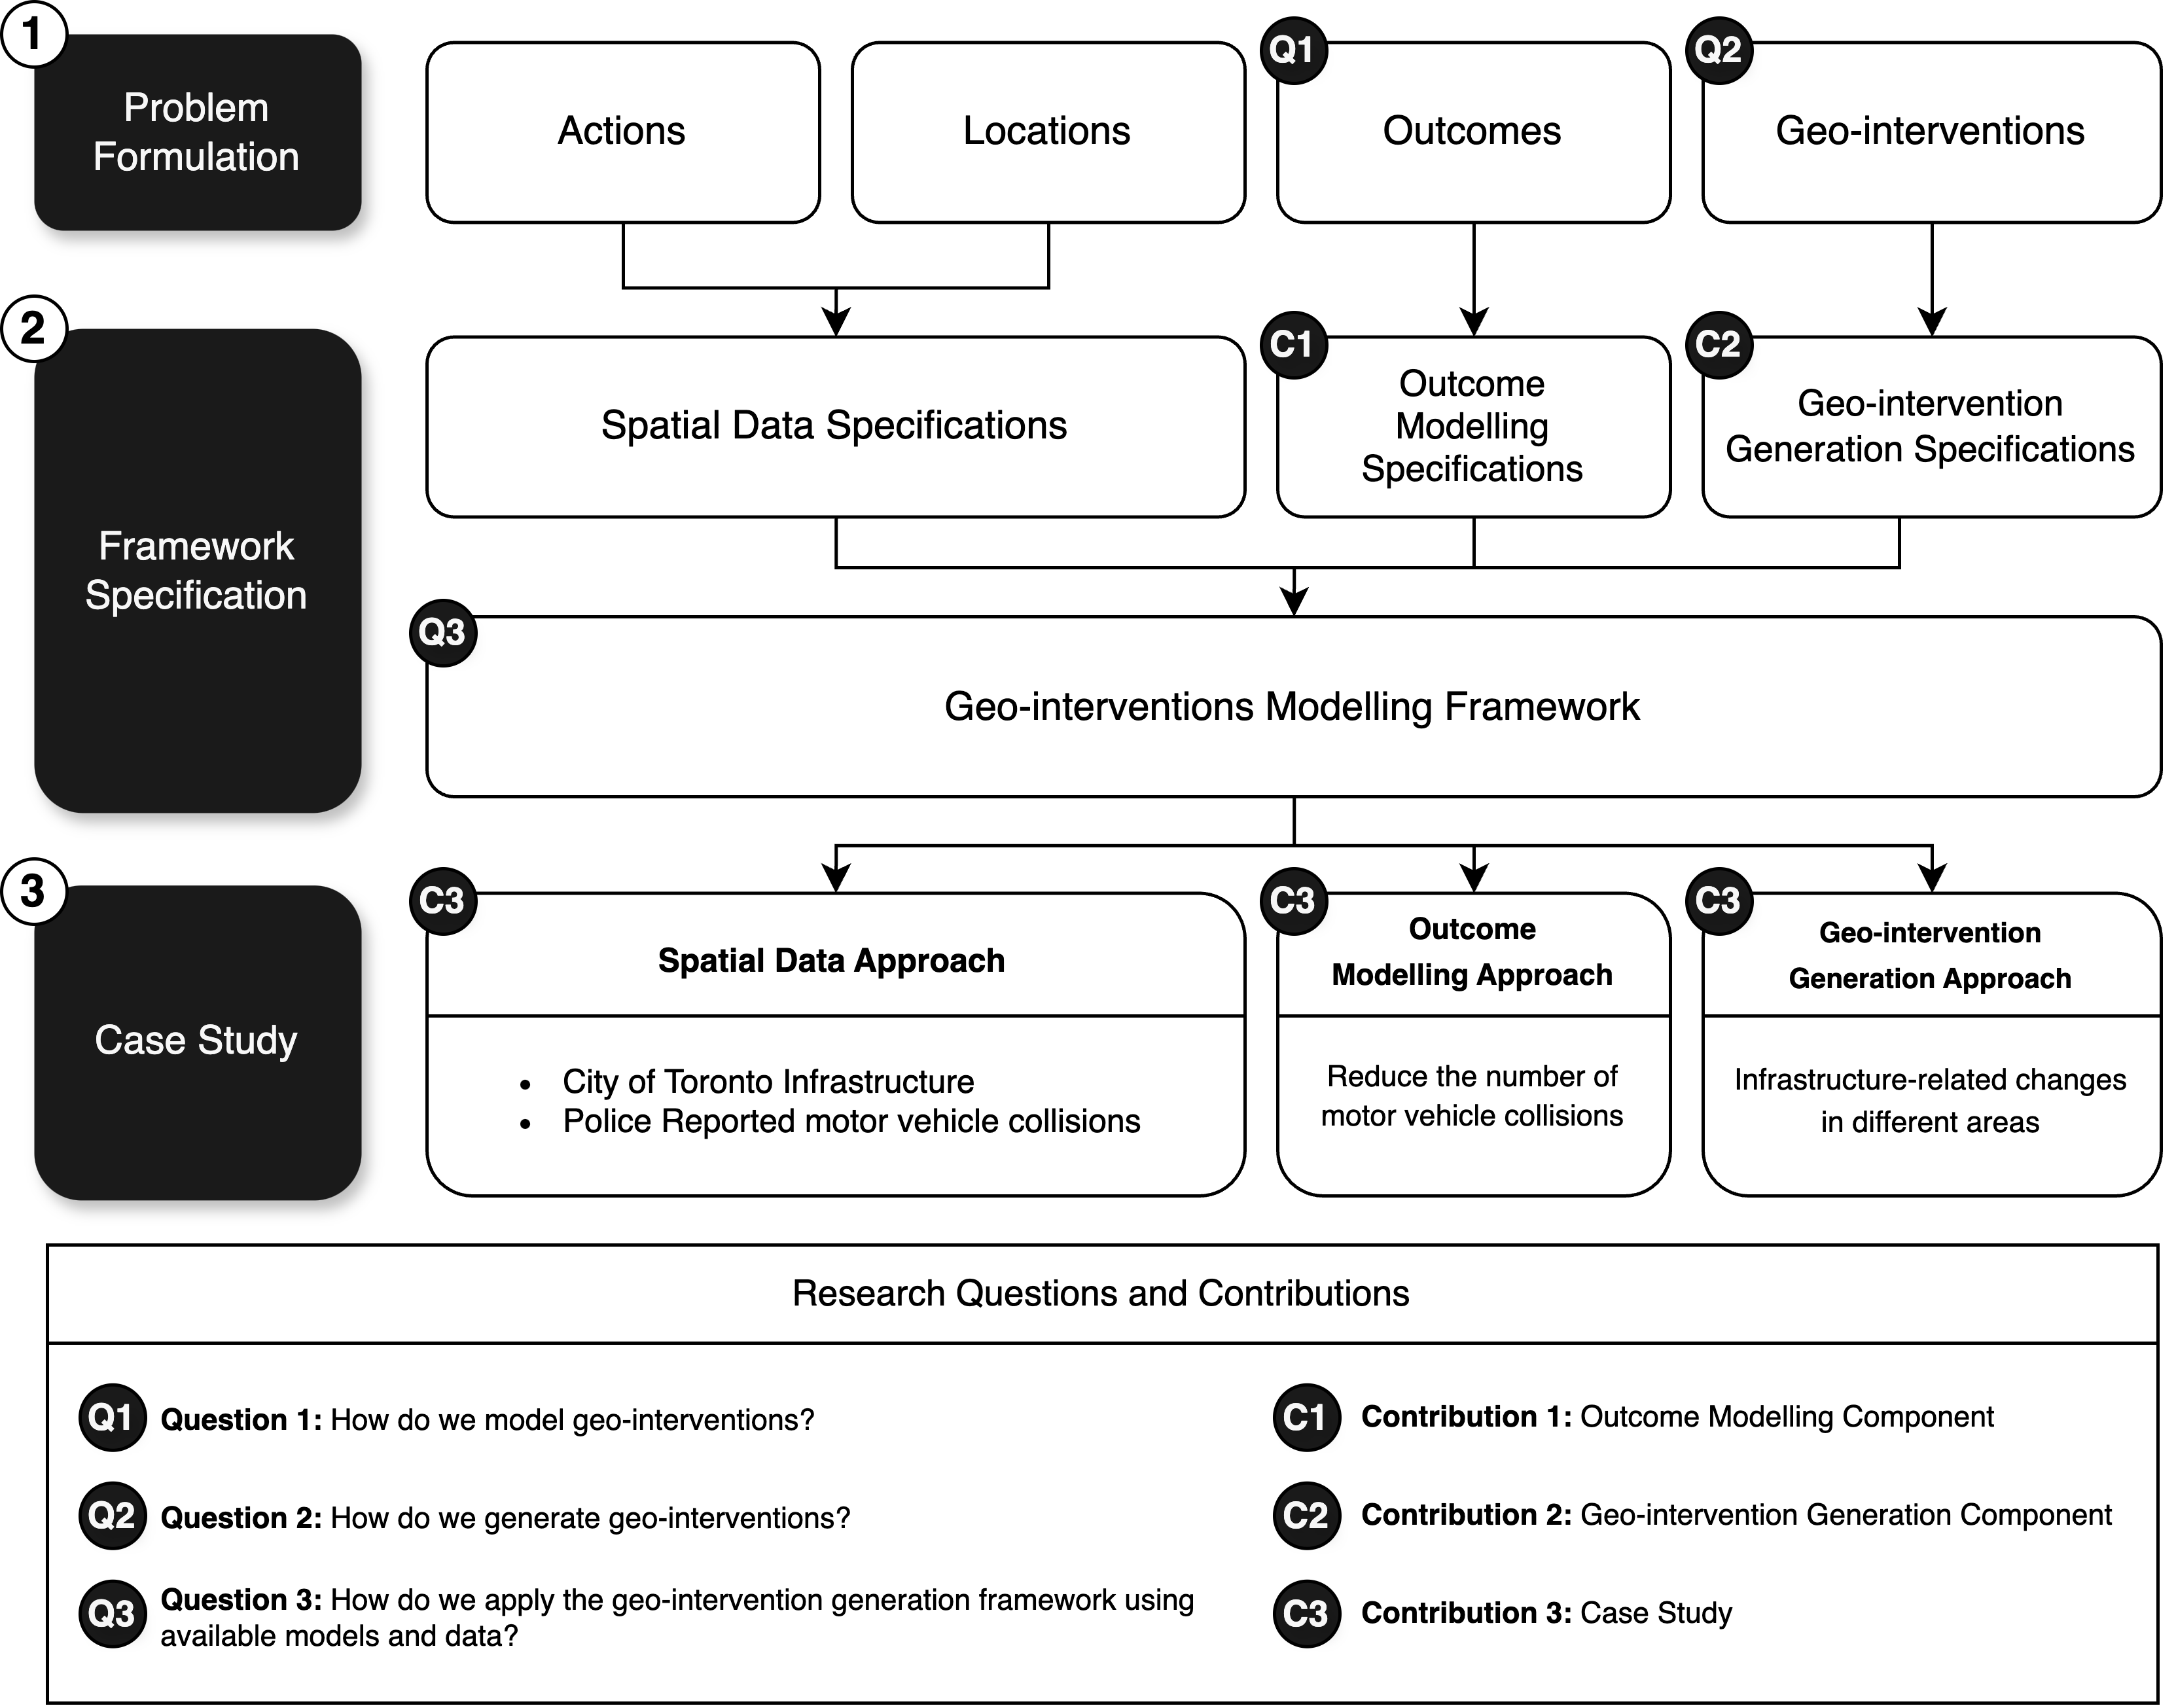 1
Problem
Formulation
Actions
Locations
Q1
Outcomes
Q2
Geo-interventions
2
Framework
Specification
Spatial Data Specifications
C1
Outcome
Modelling
Specifications
C2
Geo-intervention
Generation Specifications
Q3
Geo-interventions Modelling Framework
3
Case Study
C3
Spatial Data Approach
• City of Toronto Infrastructure
• Police Reported motor vehicle collisions
C3
Outcome
Modelling Approach
Reduce the number of
motor vehicle collisions
C3
Geo-intervention
Generation Approach
Infrastructure-related changes
in different areas
Research Questions and Contributions
Q1 Question 1: How do we model geo-interventions?
Q2 Question 2: How do we generate geo-interventions?
Q3 Question 3: How do we apply the geo-intervention generation framework using
available models and data?
C1 Contribution 1: Outcome Modelling Component
C2 Contribution 2: Geo-intervention Generation Component
C3 Contribution 3: Case Study